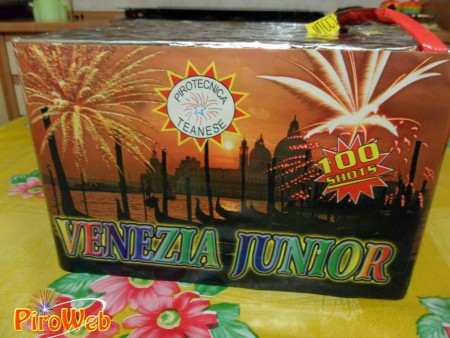 PIROTECNICA
TEANESE
100
SHOTS
VENEZIA JUNIOR
PiroWeb